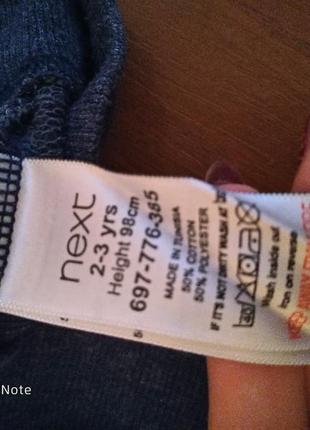 next
2-3 yrs
Height 98cm
697-776-385
MADE IN TUNISIA
50% COTTON
50% POLYESTER
IF IT'S NOT DIRTY WASH AT
40
Wash inside out
Iron on reverse
Note